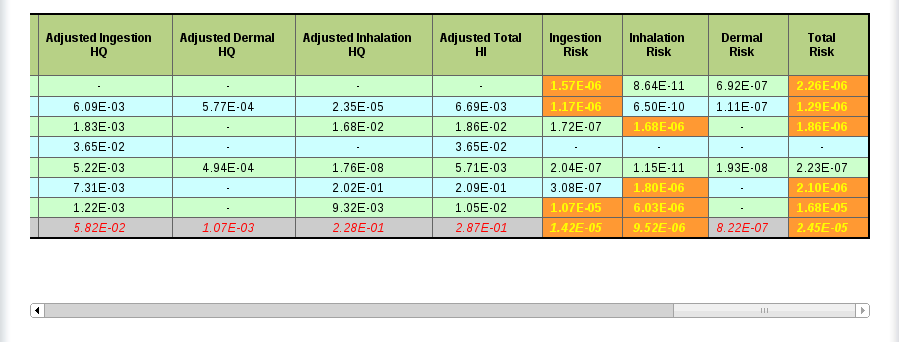 Adjusted Ingestion HQ Adjusted Dermal HQ Adjusted Inhalation HQ Adjusted Total HI Ingestion Risk Inhalation Risk Dermal Risk Total Risk
- - - - 1.57E-06 8.64E-11 6.92E-07 2.26E-06
6.09E-03 5.77E-04 2.35E-05 6.69E-03 1.17E-06 6.50E-10 1.11E-07 1.29E-06
1.83E-03 - 1.68E-02 1.86E-02 1.72E-07 1.68E-06 - 1.86E-06
3.65E-02 - - 3.65E-02 - - - -
5.22E-03 4.94E-04 1.76E-08 5.71E-03 2.04E-07 1.15E-11 1.93E-08 2.23E-07
7.31E-03 - 2.02E-01 2.09E-01 3.08E-07 1.80E-06 - 2.10E-06
1.22E-03 - 9.32E-03 1.05E-02 1.07E-05 6.03E-06 - 1.68E-05
5.82E-02 1.07E-03 2.28E-01 2.87E-01 1.42E-05 9.52E-06 8.22E-07 2.45E-05